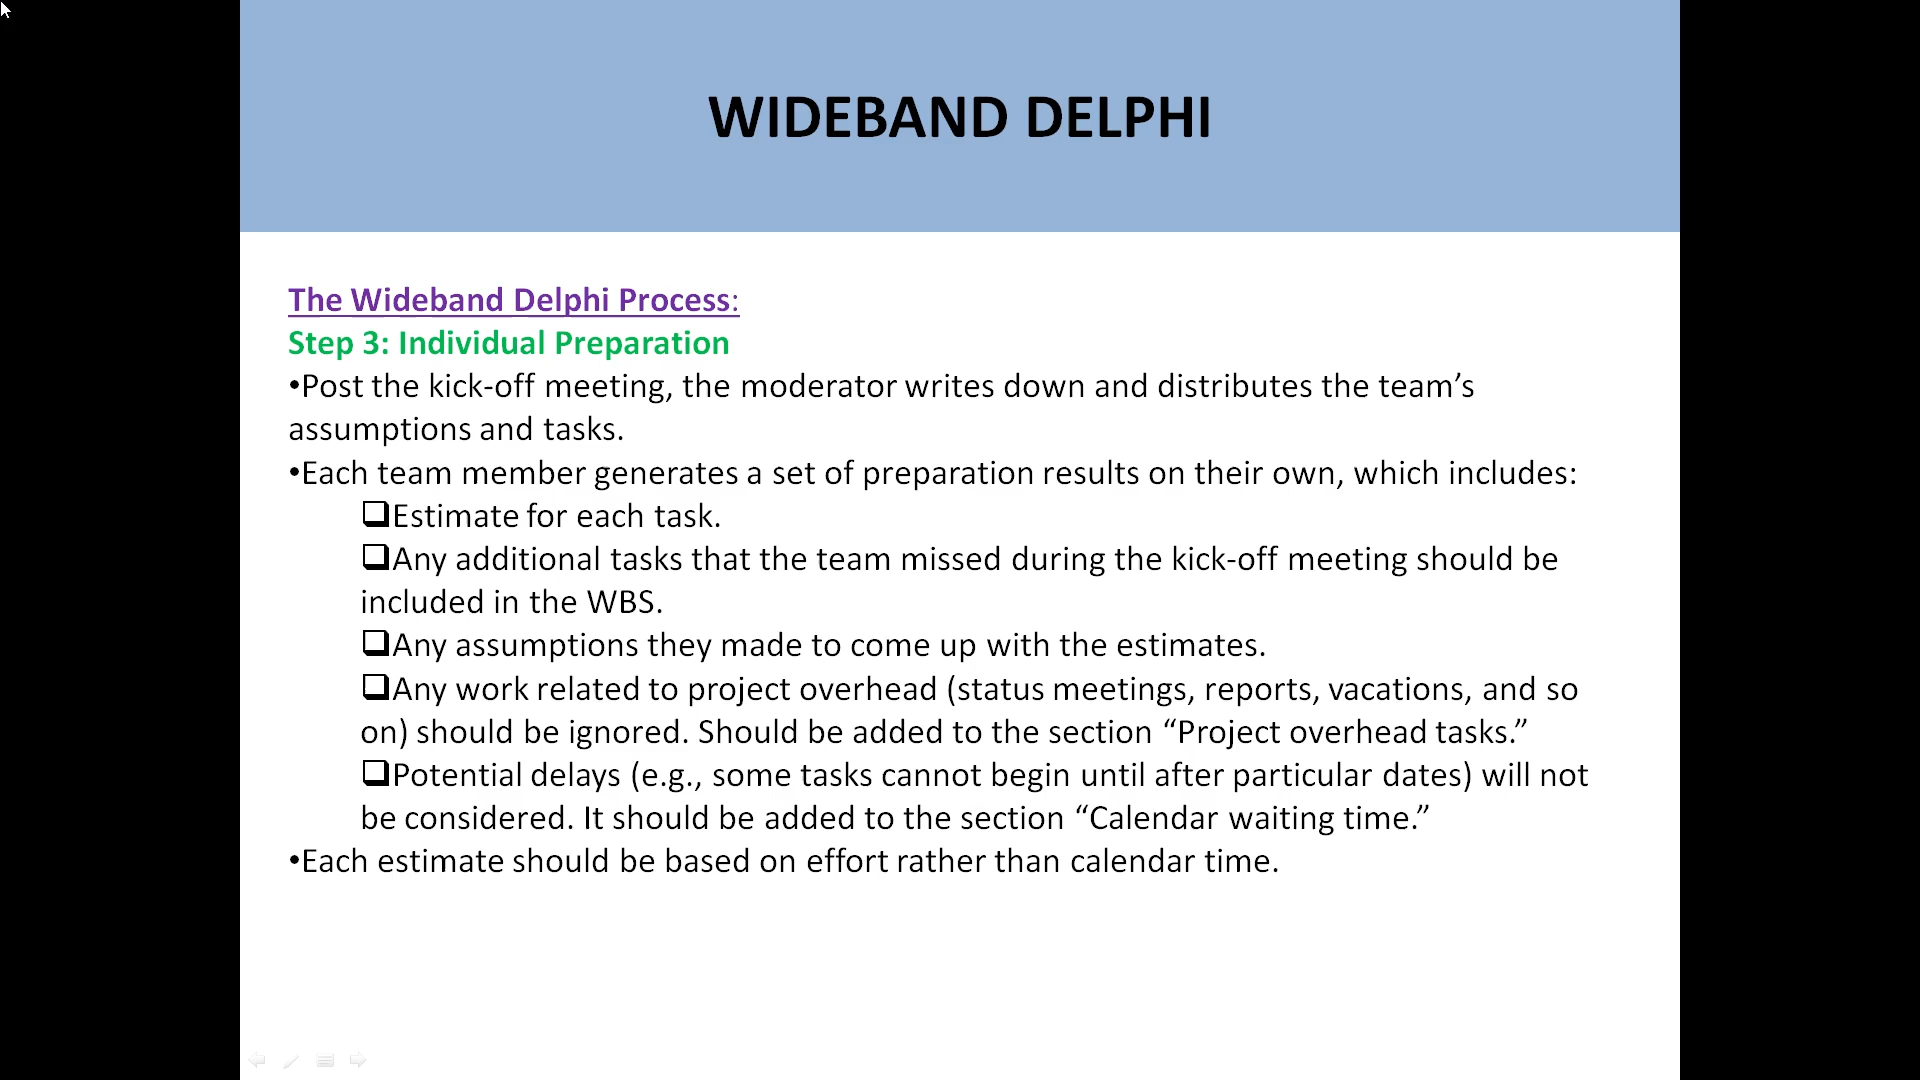 WIDEBAND DELPHI
The Wideband Delphi Process:
Step 3: Individual Preparation
•Post the kick-off meeting, the moderator writes down and distributes the team’s
assumptions and tasks.
•Each team member generates a set of preparation results on their own, which includes:
❑Estimate for each task.
❑Any additional tasks that the team missed during the kick-off meeting should be
included in the WBS.
❑Any assumptions they made to come up with the estimates.
❑Any work related to project overhead (status meetings, reports, vacations, and so
on) should be ignored. Should be added to the section “Project overhead tasks.”
❑Potential delays (e.g., some tasks cannot begin until after particular dates) will not
be considered. It should be added to the section “Calendar waiting time.”
•Each estimate should be based on effort rather than calendar time.